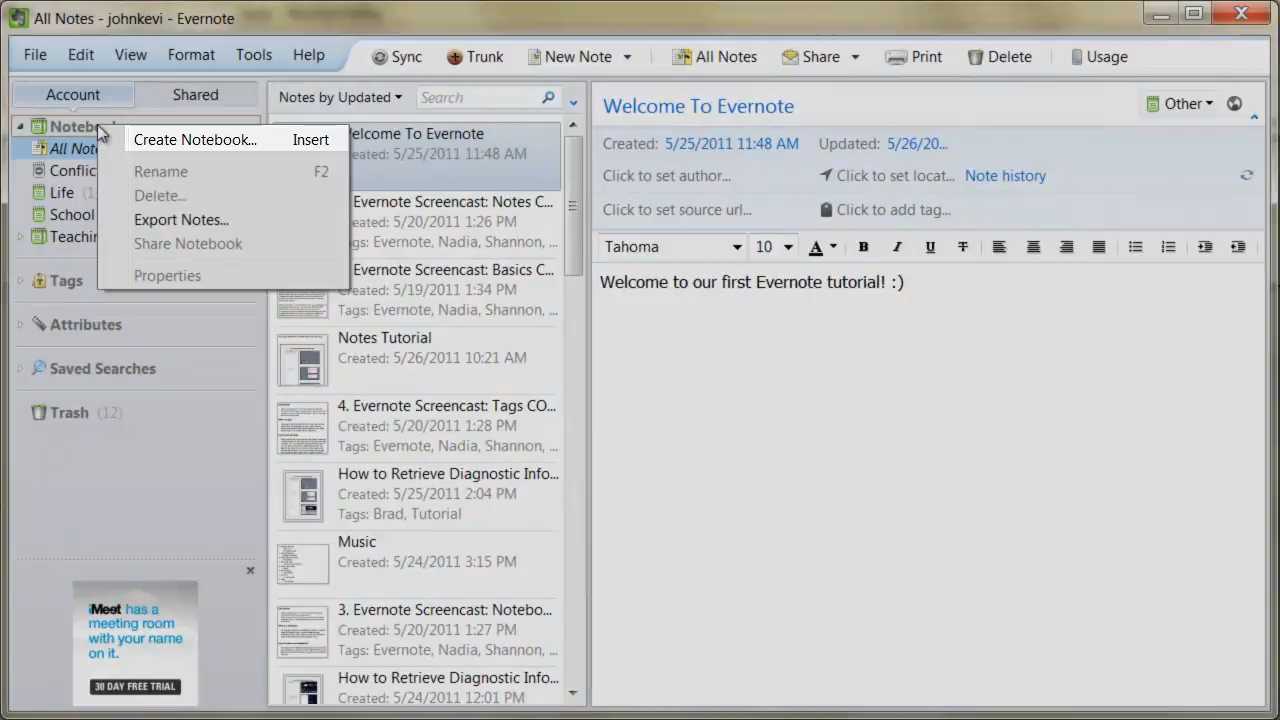 All Notes - johnkevi - Evernote
File Edit View Format Tools Help
Sync Trunk New Note All Notes Share Print Delete Usage
Account Shared
All Note
Conflic
Life
School
Teachin
Tags
Attributes
Saved Searches
Trash (12)
iMeet has a
meeting room
with your name
on it.
30 DAY FREE TRIAL
Create Notebook... Insert
Rename F2
Delete...
Export Notes...
Share Notebook
Properties
Notes by Updated Search
elcome To Evernote
eated: 5/25/2011 11:48 AM
Evernote Screencast: Notes C...
eated: 5/20/2011 1:26 PM
gs: Evernote, Nadia, Shannon, ...
Evernote Screencast: Basics C...
eated: 5/19/2011 1:34 PM
Tags: Evernote, Nadia, Shannon, ...
Notes Tutorial
Created: 5/26/2011 10:21 AM
4. Evernote Screencast: Tags CO...
Created: 5/20/2011 1:28 PM
Tags: Evernote, Nadia, Shannon, ...
How to Retrieve Diagnostic Info...
Created: 5/25/2011 2:04 PM
Tags: Brad, Tutorial
Music
Created: 5/24/2011 3:15 PM
3. Evernote Screencast: Notebo...
Created: 5/20/2011 1:27 PM
Tags: Evernote, Nadia, Shannon, ...
How to Retrieve Diagnostic Info...
Created: 5/24/2011 12:01 PM
Welcome To Evernote Other
Created: 5/25/2011 11:48 AM Updated: 5/26/20...
Click to set author... Click to set locat... Note history
Click to set source url... Click to add tag...
Tahoma 10 A B I U T
Welcome to our first Evernote tutorial! :)